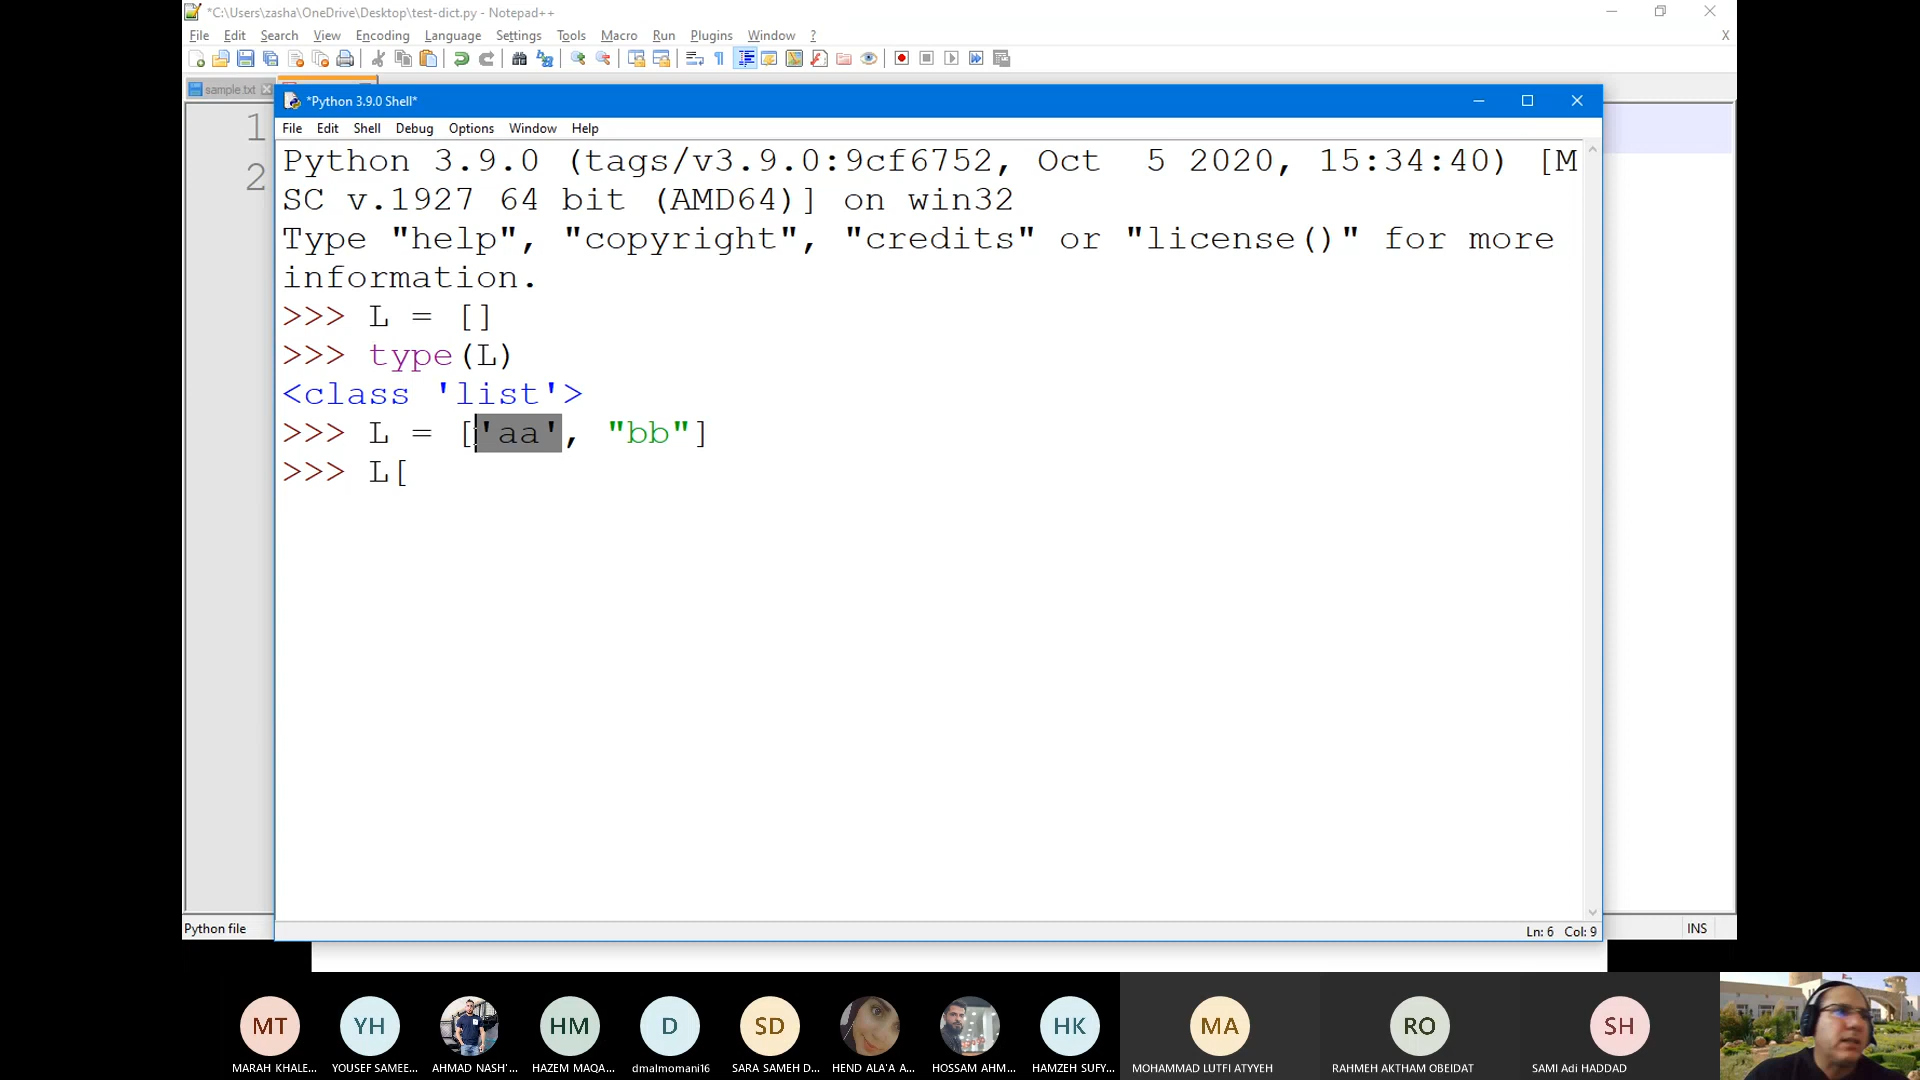 *C:\Users\zasha\OneDrive\Desktop\test-dict.py - Notepad++
File Edit Search View Encoding Language Settings Tools Macro Run Plugins Window ?
X
sample.txt
1
2
*Python 3.9.0 Shell*
File Edit Shell Debug Options Window Help
Python 3.9.0 (tags/v3.9.0:9cf6752, Oct  5 2020, 15:34:40) [M
SC v.1927 64 bit (AMD64)] on win32
Type "help", "copyright", "credits" or "license()" for more
information.
>>> L = []
>>> type(L)
<class 'list'>
>>> L = ['aa', "bb"]
>>> L[
Ln: 6 Col: 9
Python file
INS
MT YH HM D SD HK MA RO SH
MARAH KHALE... YOUSEF SAMEE... AHMAD NASH'... HAZEM MAQA... dmalmomani16 SARA SAMEH D... HEND ALA'A A... HOSSAM AHM... HAMZEH SUFY... MOHAMMAD LUTFI ATYYEH RAHMEH AKTHAM OBEIDAT SAMI Adi HADDAD